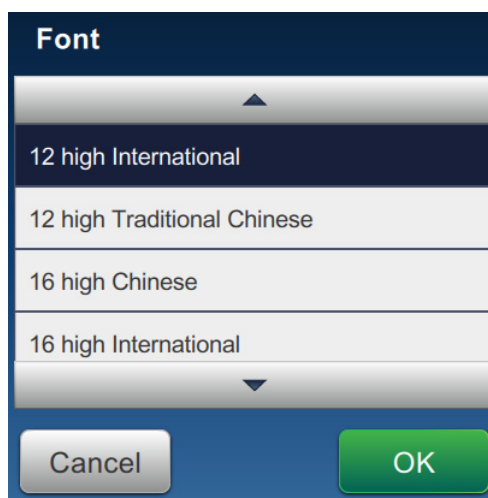 Font
12 high International
12 high Traditional Chinese
16 high Chinese
16 high International
Cancel
OK